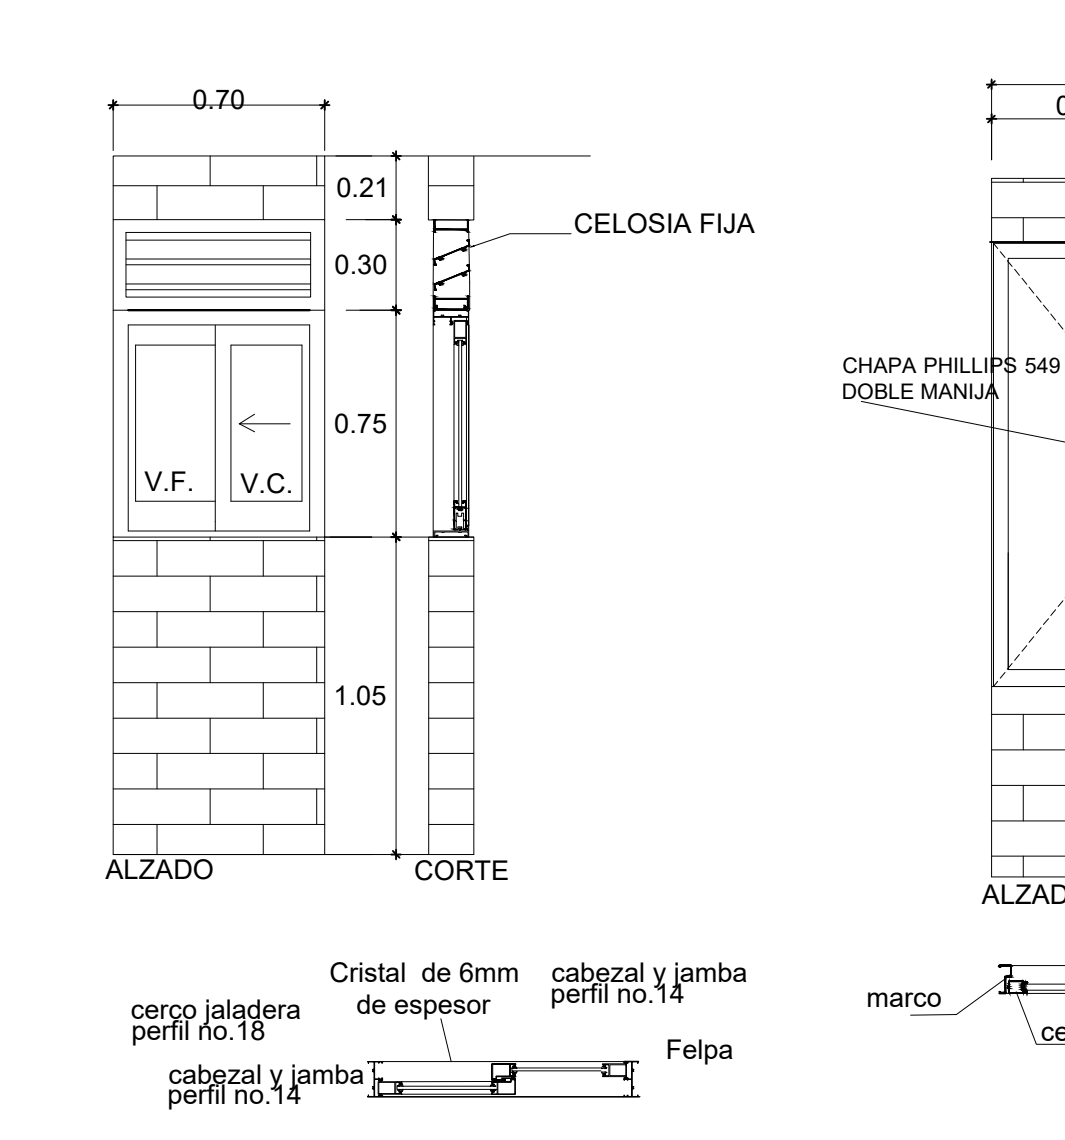 0.70
0.21
CELOSIA FIJA
0.30
CHAPA PHILLIPS 549
DOBLE MANIJA
0.75
V.F.
V.C.
1.05
ALZADO
CORTE
Cristal de 6mm
de espesor
cabezal y jamba
perfil no.14
cerco jaladera
perfil no.18
Felpa
cabezal y jamba
perfil no.14
ALZAD
marco
ce